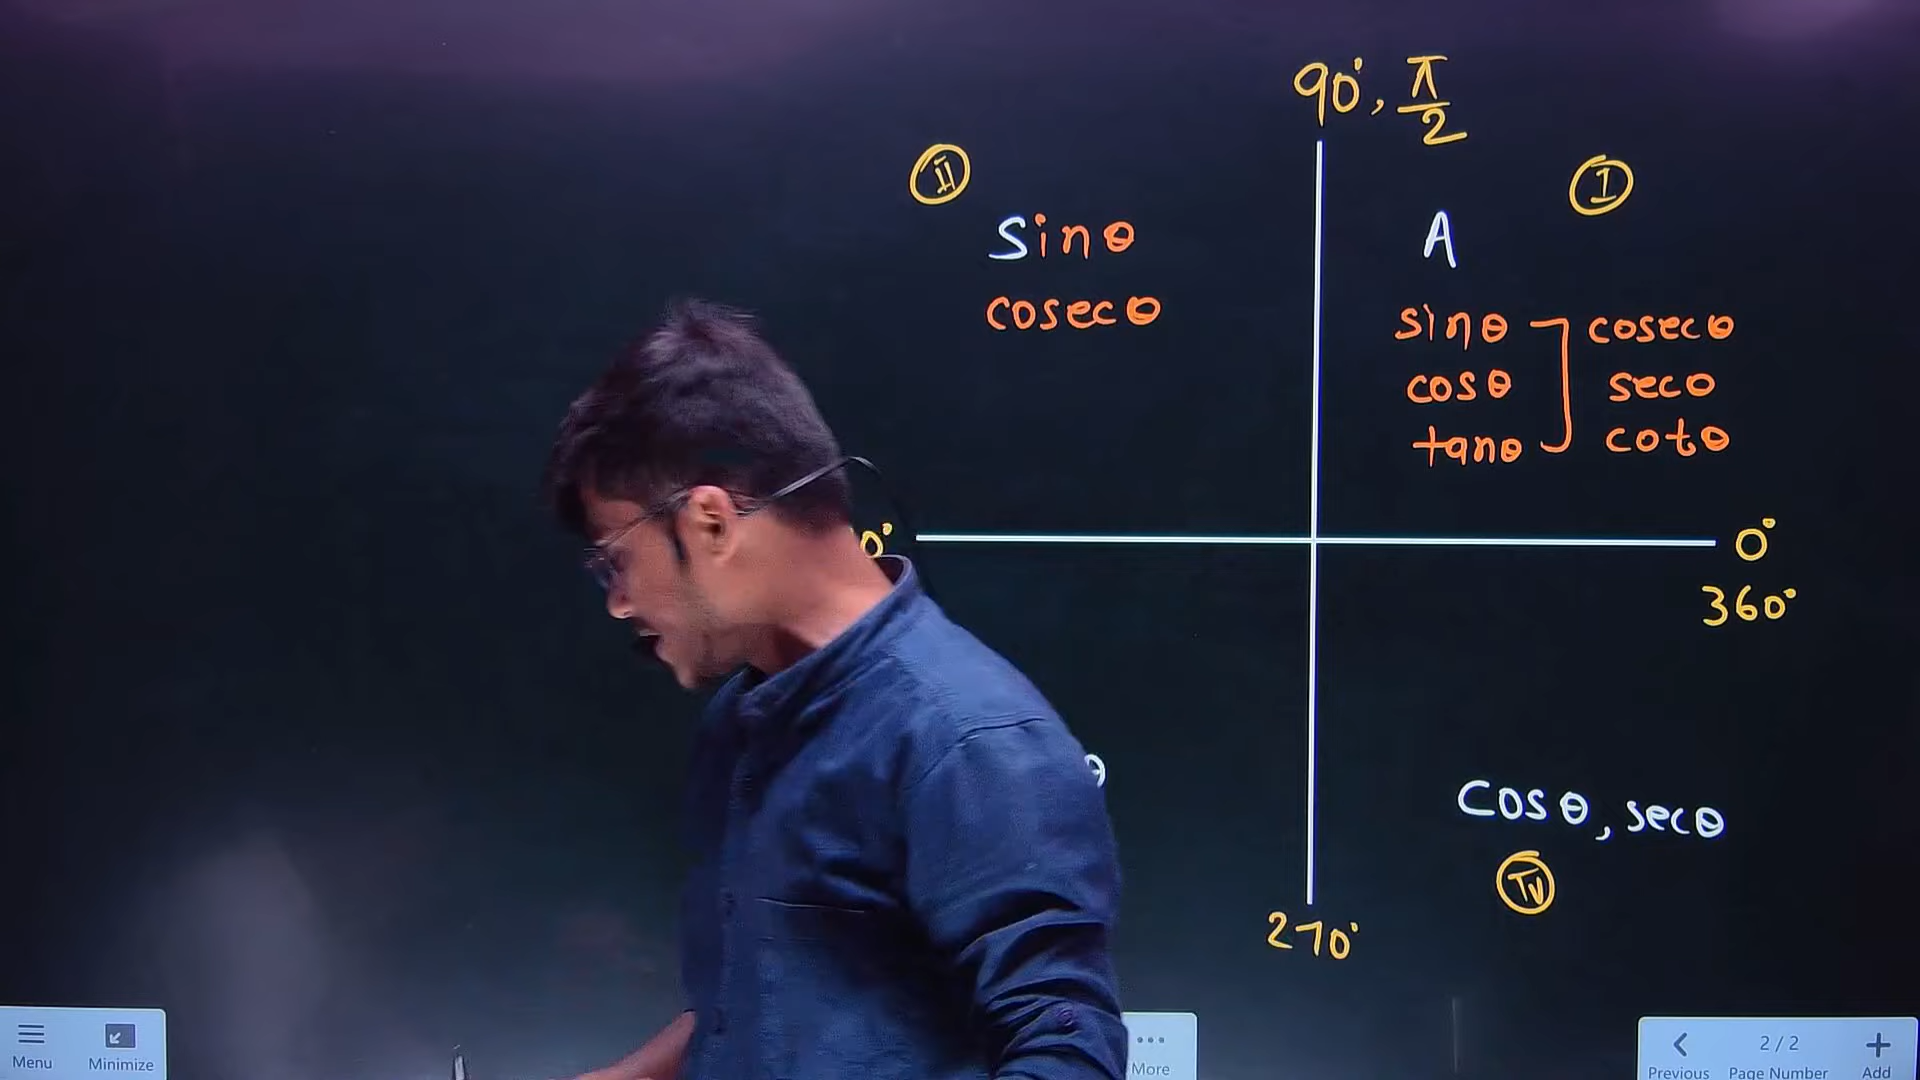 90°, π/2
II
I
sinθ
A
cosecθ
sinθ cosecθ
cosθ secθ
tanθ cotθ
0°
0°
360°
θ
cosθ, secθ
IV
270°
Menu
Minimize
More
2/2
Previous
Page Number
Add